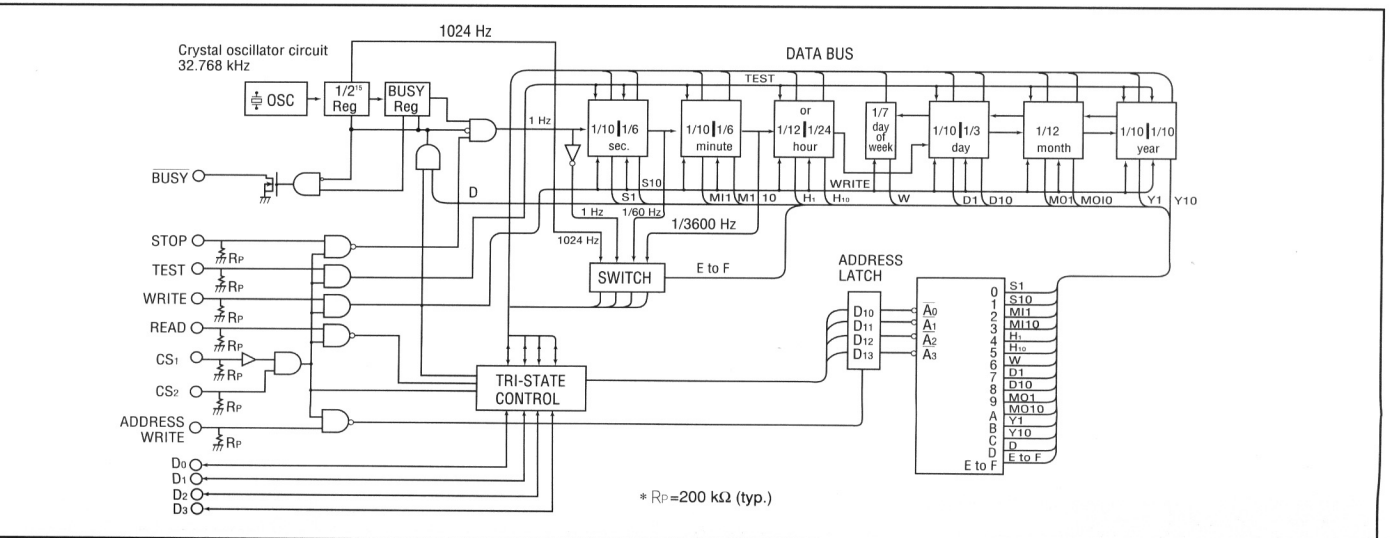 1024 Hz
Crystal oscillator circuit
32.768 kHz
DATA BUS
TEST
OSC
1/2¹⁵
Reg
BUSY
Reg
1 Hz
1/10 1/6
sec.
1/10 1/6
minute
or
1/12 1/24
hour
1/7
day
of
week
1/10 1/3
day
1/12
month
1/10 1/10
year
BUSY
D
WRITE
S1
S10
MI1
M1 10
H₁
H₁₀
W
D1
D10
MO1
MOI0
Y1
Y10
1 Hz
1/60 Hz
1/3600 Hz
1024 Hz
SWITCH
E to F
STOP
RP
TEST
RP
WRITE
RP
READ
RP
CS₁
RP
CS₂
RP
ADDRESS
WRITE
RP
TRI-STATE
CONTROL
ADDRESS
LATCH
D10
D11
D12
D13
A̅₀
A̅₁
A̅₂
A̅₃
0 S1
1 S10
2 MI1
3 MI10
4 H₁
5 H₁₀
6 W
7 D1
8 D10
9 MO1
A MO10
B Y1
C Y10
D D
E to F E to F
D₀
D₁
D₂
D₃
* RP=200 kΩ (typ.)